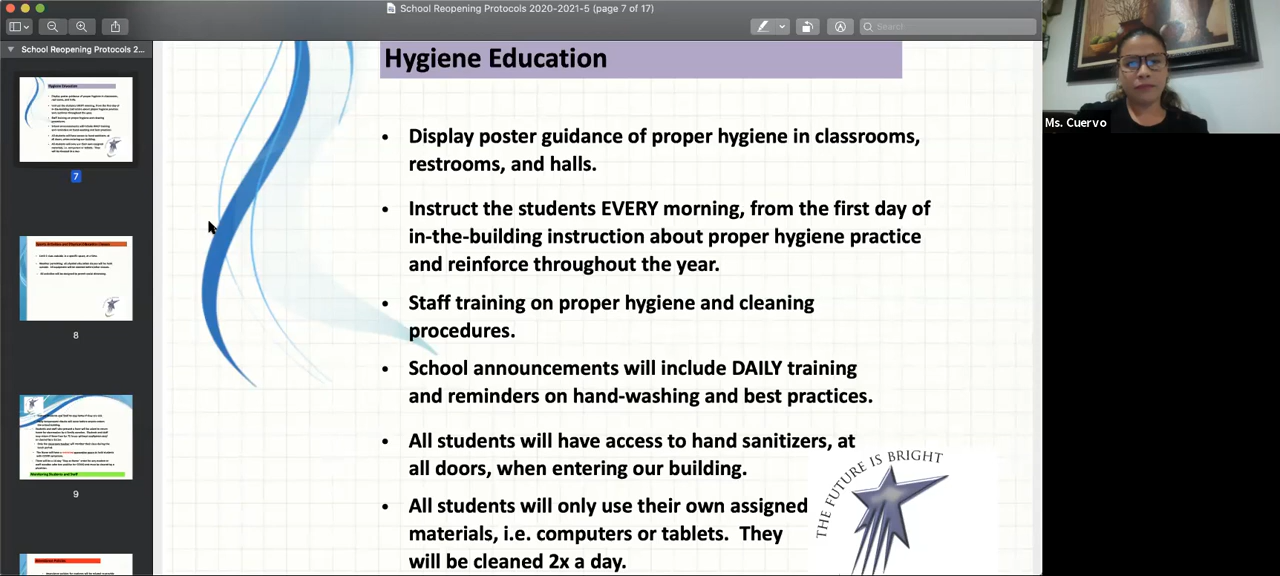 School Reopening Protocols 2020-2021-5 (page 7 of 17)
Search
School Reopening Protocols 2...
Hygiene Education
7
8
9
Hygiene Education
• Display poster guidance of proper hygiene in classrooms,
restrooms, and halls.
• Instruct the students EVERY morning, from the first day of
in-the-building instruction about proper hygiene practice
and reinforce throughout the year.
• Staff training on proper hygiene and cleaning
procedures.
• School announcements will include DAILY training
and reminders on hand-washing and best practices.
• All students will have access to hand sanitizers, at
all doors, when entering our building.
• All students will only use their own assigned
materials, i.e. computers or tablets. They
will be cleaned 2x a day.
THE FUTURE IS BRIGHT
Ms. Cuervo